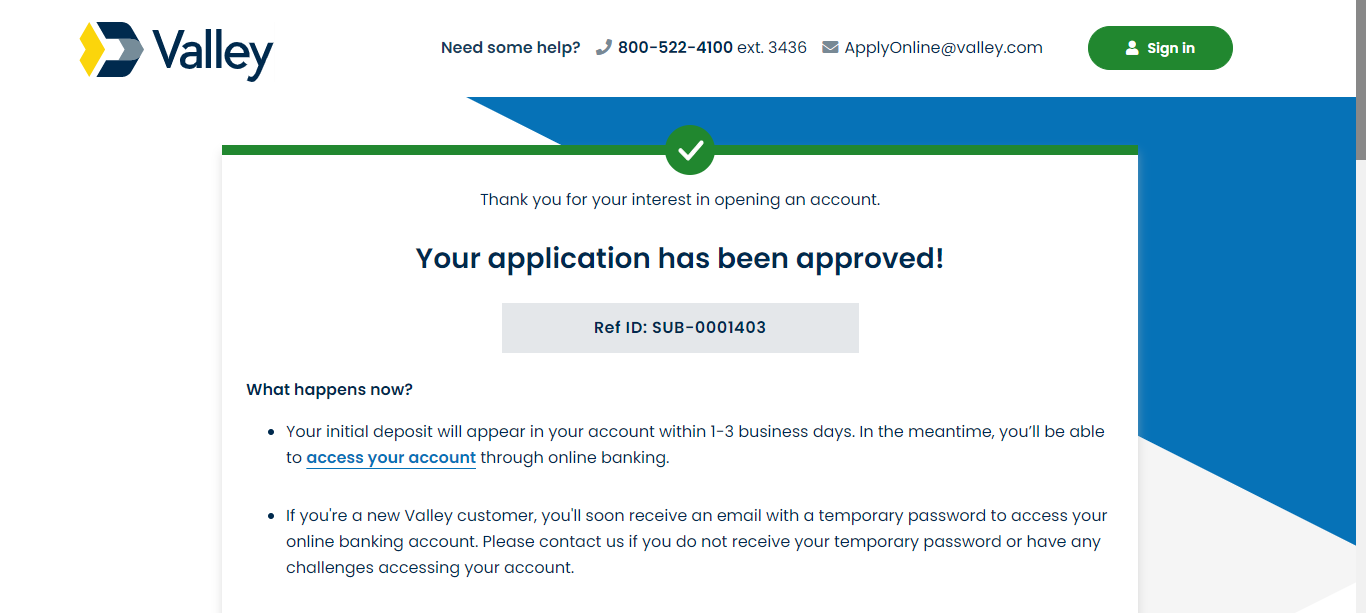 Valley
Need some help? 800-522-4100 ext. 3436 ApplyOnline@valley.com
Sign in
Thank you for your interest in opening an account.
Your application has been approved!
Ref ID: SUB-0001403
What happens now?
• Your initial deposit will appear in your account within 1-3 business days. In the meantime, you’ll be able
to access your account through online banking.
• If you're a new Valley customer, you'll soon receive an email with a temporary password to access your
online banking account. Please contact us if you do not receive your temporary password or have any
challenges accessing your account.